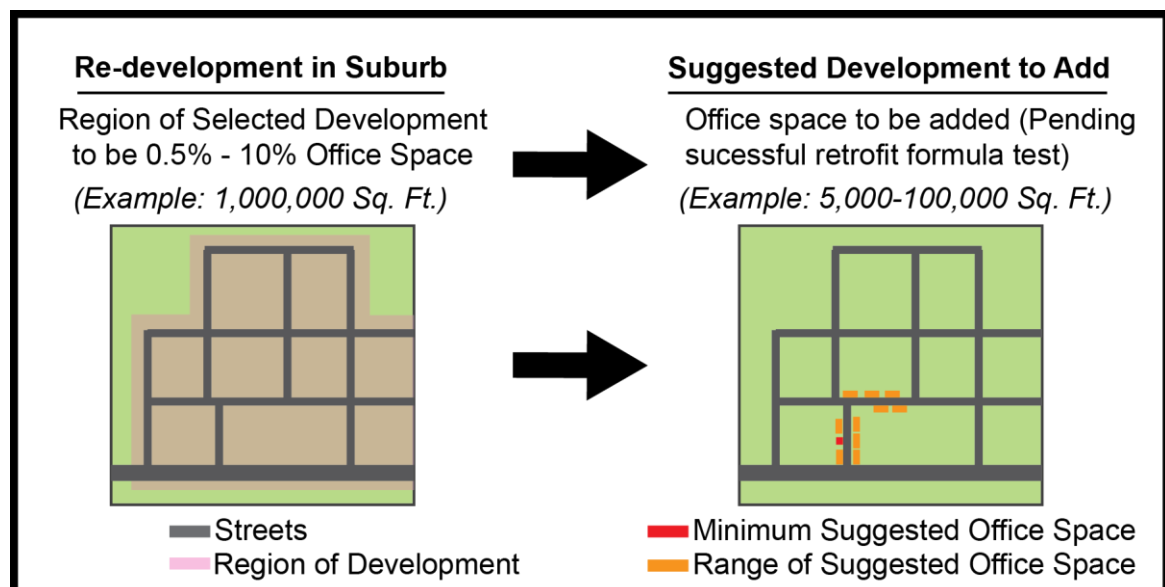 Re-development in Suburb
Region of Selected Development
to be 0.5% - 10% Office Space
(Example: 1,000,000 Sq. Ft.)
Streets
Region of Development
Suggested Development to Add
Office space to be added (Pending
sucessful retrofit formula test)
(Example: 5,000-100,000 Sq. Ft.)
Minimum Suggested Office Space
Range of Suggested Office Space